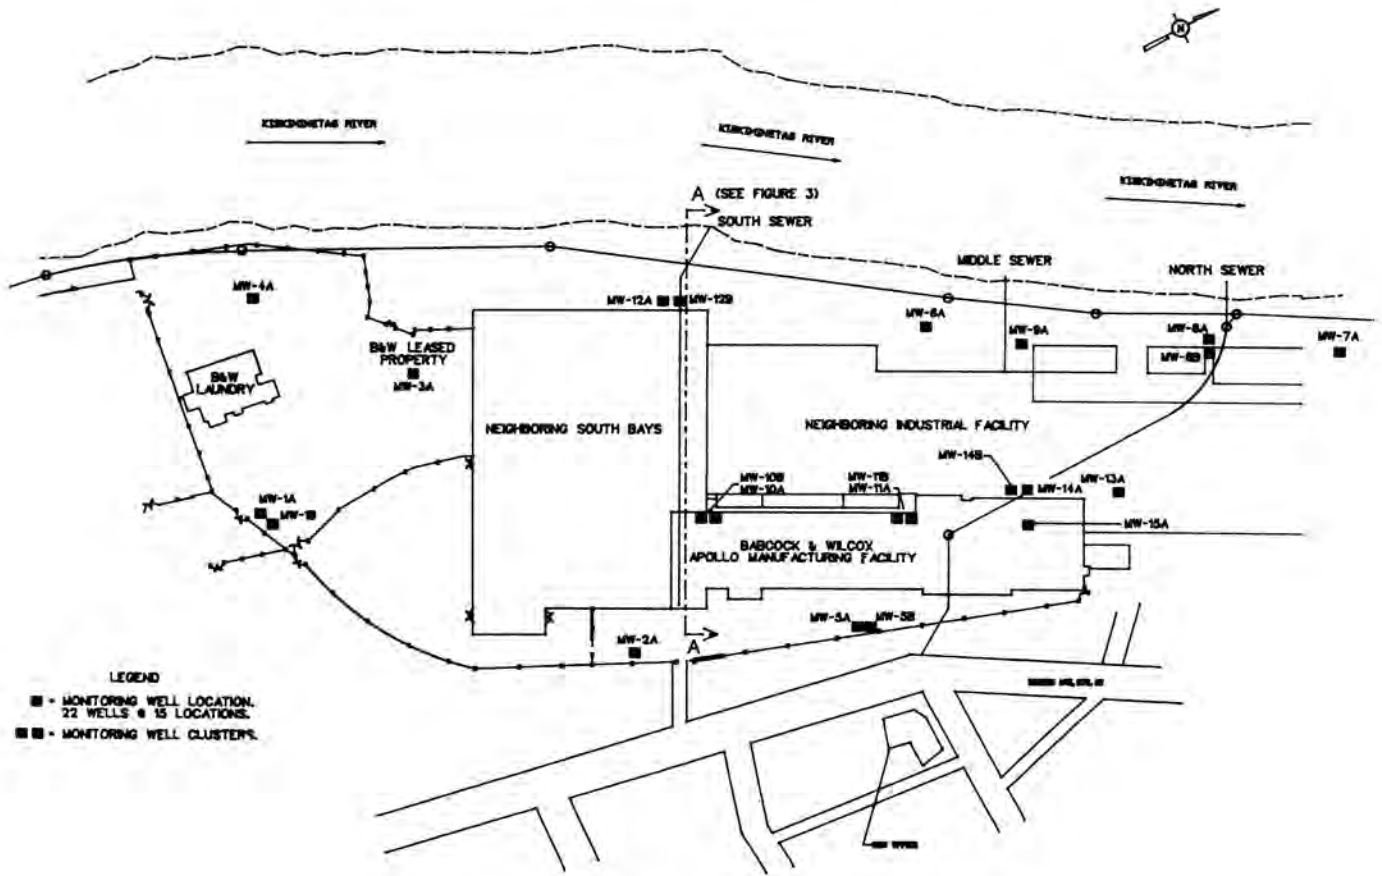 N
KISKIMINETAS RIVER
KISKIMINETAS RIVER
KISKIMINETAS RIVER
A (SEE FIGURE 3)
SOUTH SEWER
MIDDLE SEWER
NORTH SEWER
MW-4A
MW-12A
MW-12B
MW-6A
MW-9A
MW-8A
MW-8B
MW-7A
B&W LEASED
PROPERTY
MW-3A
B&W
LAUNDRY
NEIGHBORING SOUTH BAYS
NEIGHBORING INDUSTRIAL FACILITY
MW-14B
MW-10B
MW-10A
MW-11B
MW-11A
MW-14A
MW-13A
MW-1A
MW-1B
MW-15A
BABCOCK & WILCOX
APOLLO MANUFACTURING FACILITY
MW-5A
MW-5B
MW-2A
A
LEGEND
- MONITORING WELL LOCATION.
22 WELLS @ 15 LOCATIONS.
- MONITORING WELL CLUSTERS.